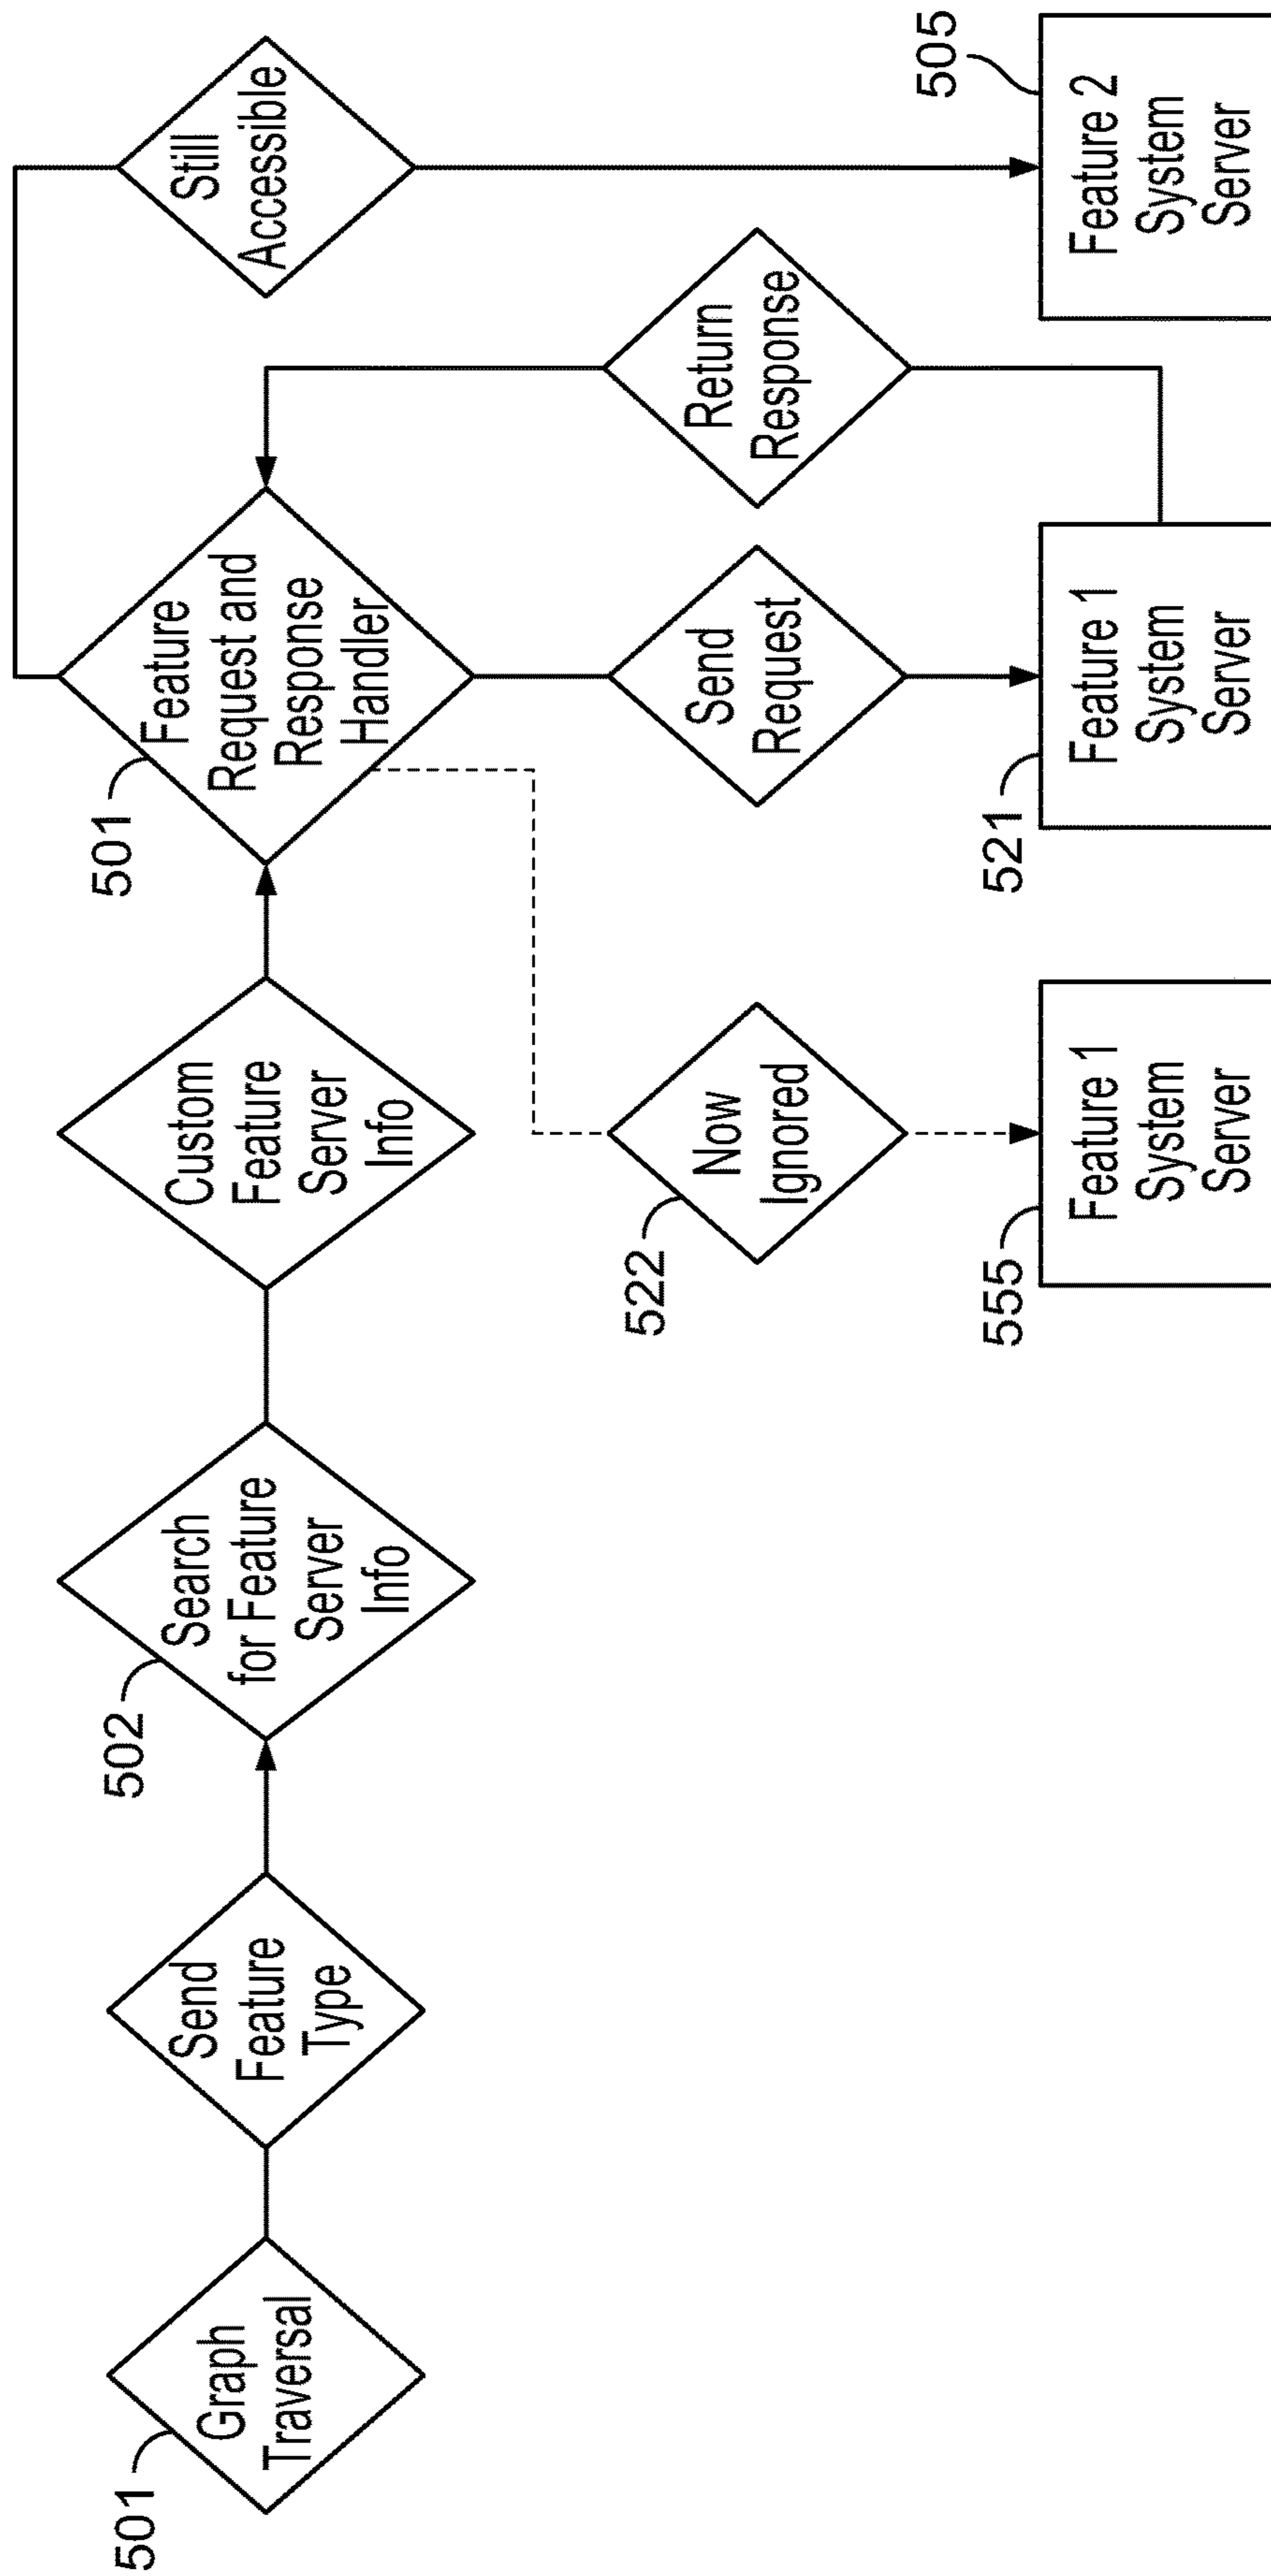 501
Graph
Traversal
Send
Feature
Type
502
Search
for Feature
Server
Info
Custom
Feature
Server
Info
501
Feature
Request and
Response
Handler
Still
Accessible
522
Now
Ignored
Send
Request
Return
Response
555
Feature 1
System
Server
521
Feature 1
System
Server
505
Feature 2
System
Server